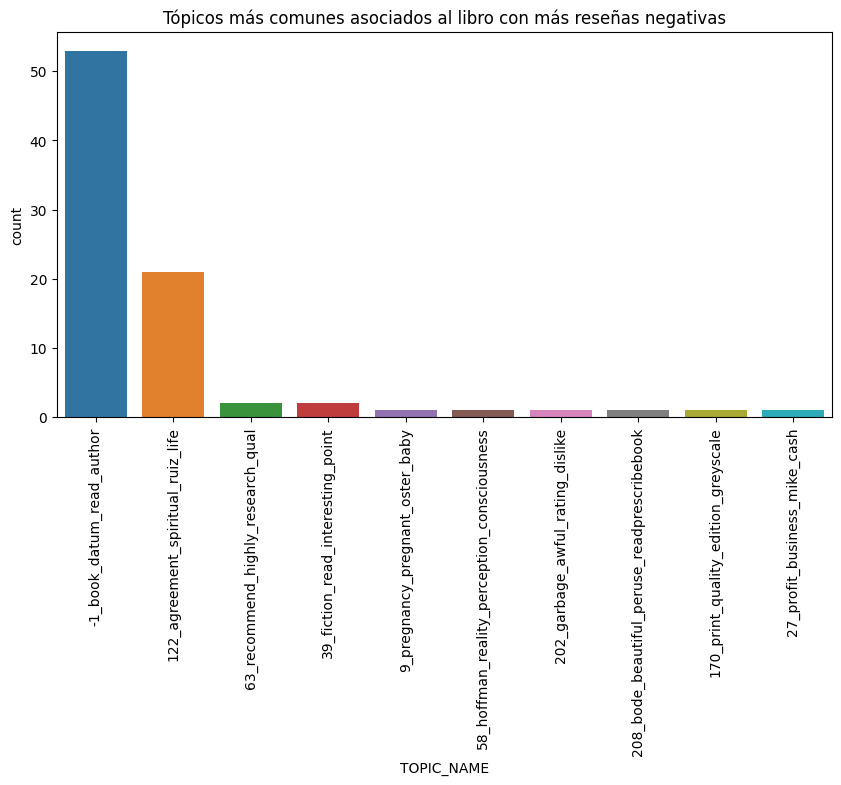 Tópicos más comunes asociados al libro con más reseñas negativas
count
50
40
30
20
10
0
-1_book_datum_read_author
122_agreement_spiritual_ruiz_life
63_recommend_highly_research_qual
39_fiction_read_interesting_point
9_pregnancy_pregnant_oster_baby
58_hoffman_reality_perception_consciousness
202_garbage_awful_rating_dislike
208_bode_beautiful_peruse_readprescribebook
170_print_quality_edition_greyscale
27_profit_business_mike_cash
TOPIC_NAME